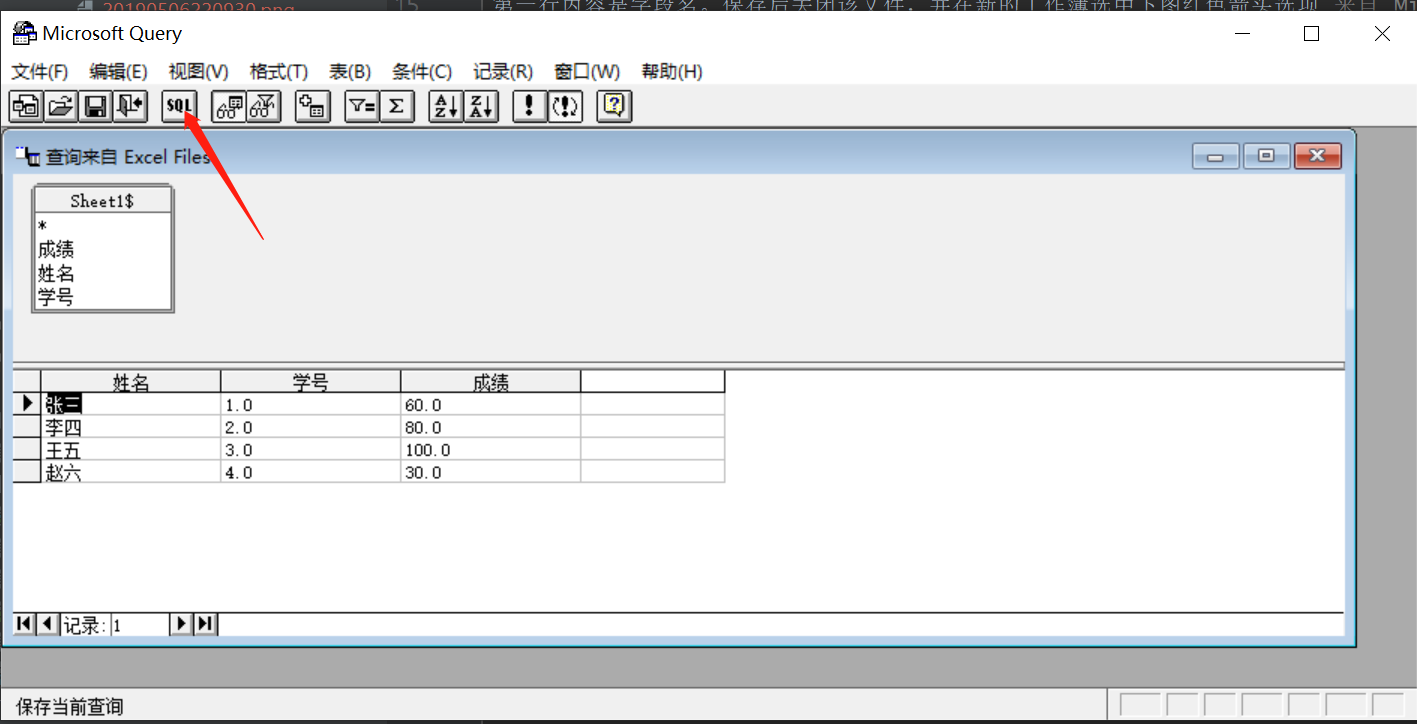 20190506220930.png
15
Microsoft Query
文件(F) 编辑(E) 视图(V) 格式(T) 表(B) 条件(C) 记录(R) 窗口(W) 帮助(H)
SQL
查询来自 Excel Files
Sheet1$
*
成绩
姓名
学号
姓名 学号 成绩
张三 1.0 60.0
李四 2.0 80.0
王五 3.0 100.0
赵六 4.0 30.0
记录: 1
保存当前查询